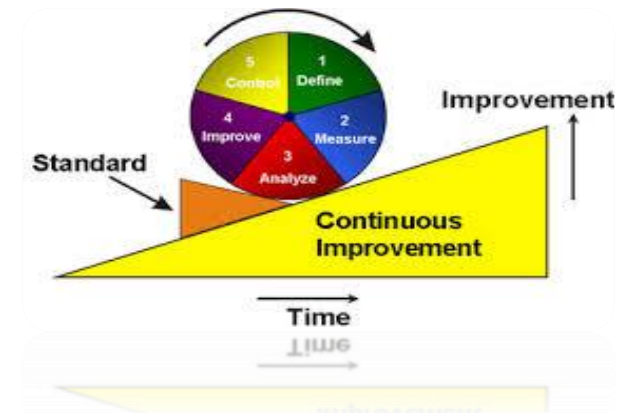 5
Control
1
Define
2
Measure
3
Analyze
4
Improve
Improvement
Standard
Continuous
Improvement
Time